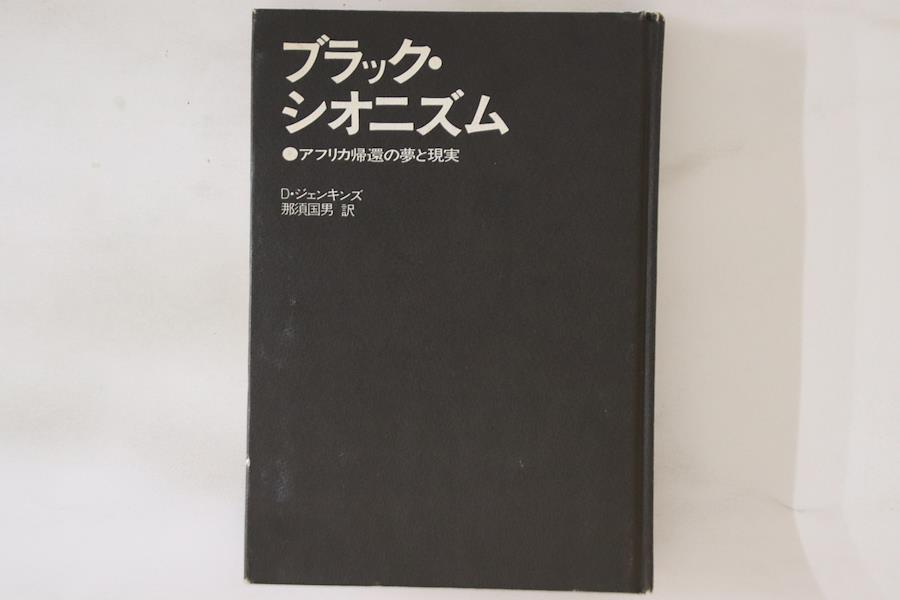 ブラック・
シオニズム
●アフリカ帰還の夢と現実
D・ジェンキンズ
那須国男 訳